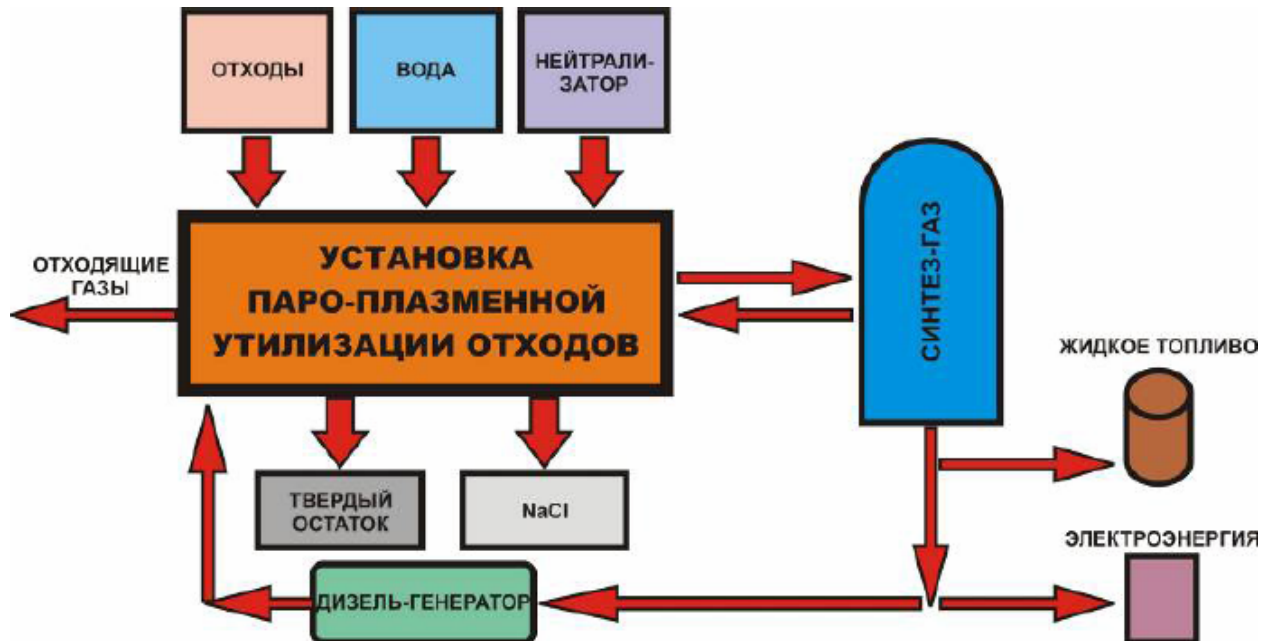 ОТХОДЫ
ВОДА
НЕЙТРАЛИ-
ЗАТОР
УСТАНОВКА
ПАРО-ПЛАЗМЕННОЙ
УТИЛИЗАЦИИ ОТХОДОВ
ОТХОДЯЩИЕ
ГАЗЫ
СИНТЕЗ-ГАЗ
ЖИДКОЕ ТОПЛИВО
ТВЕРДЫЙ
ОСТАТОК
NaCl
ЭЛЕКТРОЭНЕРГИЯ
ДИЗЕЛЬ-ГЕНЕРАТОР